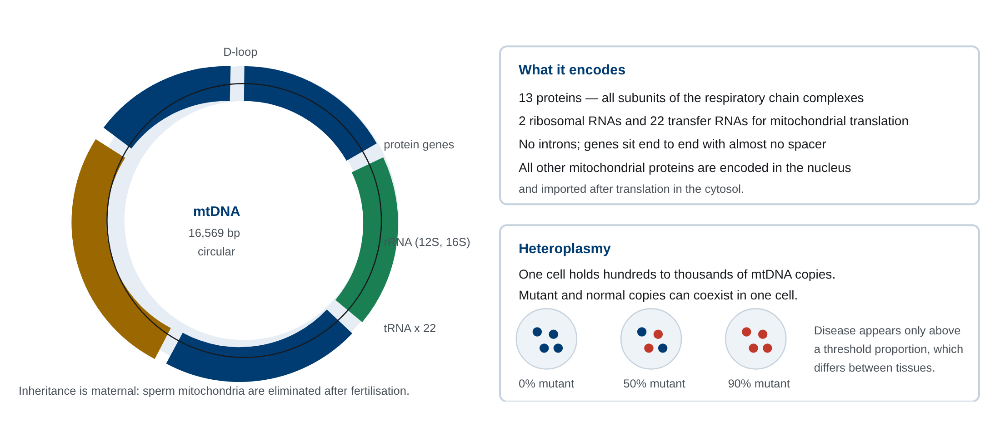 D-loop
protein genes
mtDNA
16,569 bp
circular
rRNA (12S, 16S)
tRNA x 22
Inheritance is maternal: sperm mitochondria are eliminated after fertilisation.
What it encodes
13 proteins — all subunits of the respiratory chain complexes
2 ribosomal RNAs and 22 transfer RNAs for mitochondrial translation
No introns; genes sit end to end with almost no spacer
All other mitochondrial proteins are encoded in the nucleus
and imported after translation in the cytosol.
Heteroplasmy
One cell holds hundreds to thousands of mtDNA copies.
Mutant and normal copies can coexist in one cell.
0% mutant
50% mutant
90% mutant
Disease appears only above
a threshold proportion, which
differs between tissues.